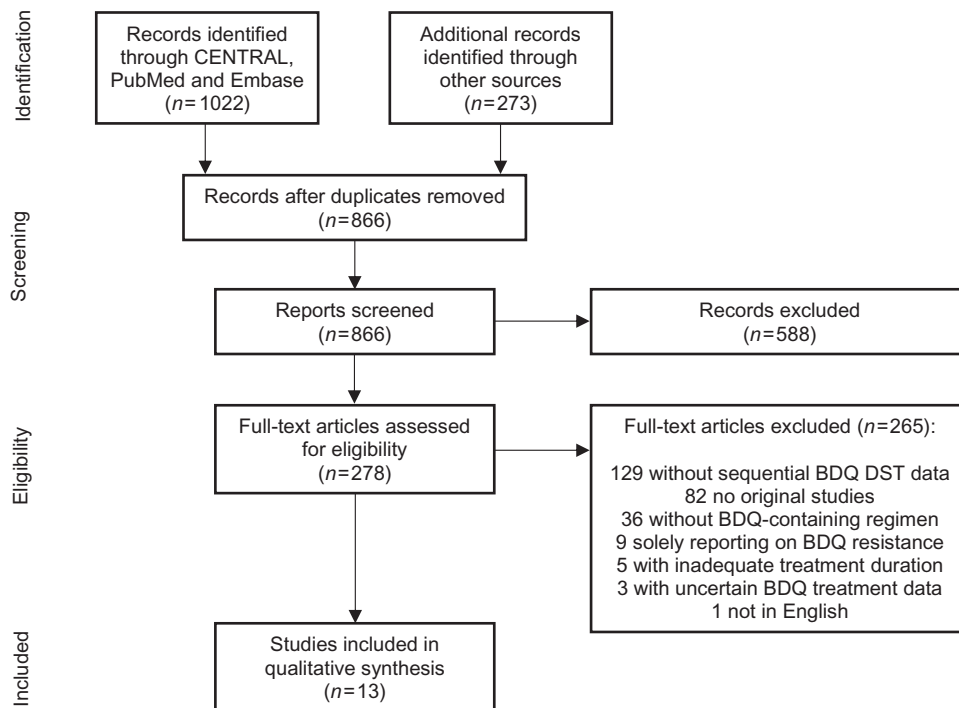 Identification
Records identified
through CENTRAL,
PubMed and Embase
(n=1022)
Additional records
identified through
other sources
(n=273)
Screening
Records after duplicates removed
(n=866)
Reports screened
(n=866)
Records excluded
(n=588)
Eligibility
Full-text articles assessed
for eligibility
(n=278)
Full-text articles excluded (n=265):
129 without sequential BDQ DST data
82 no original studies
36 without BDQ-containing regimen
9 solely reporting on BDQ resistance
5 with inadequate treatment duration
3 with uncertain BDQ treatment data
1 not in English
Included
Studies included in
qualitative synthesis
(n=13)